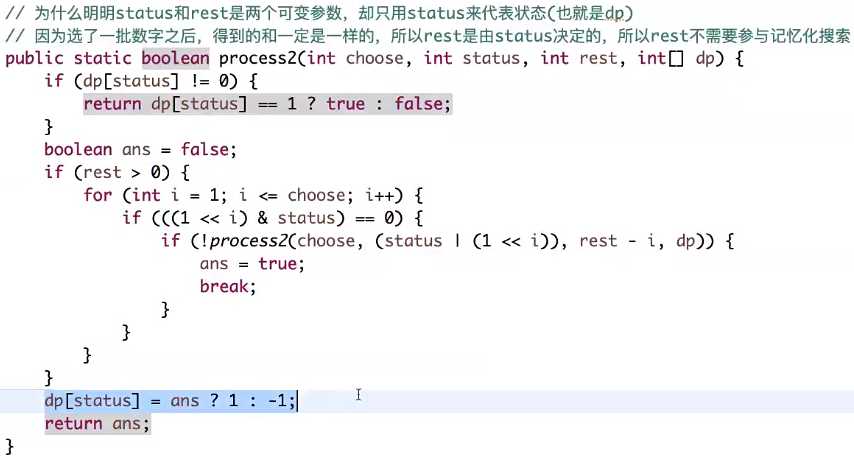 // 为什么明明status和rest是两个可变参数，却只用status来代表状态(也就是dp)
// 因为选了一批数字之后，得到的和一定是一样的，所以rest是由status决定的，所以rest不需要参与记忆化搜索
public static boolean process2(int choose, int status, int rest, int[] dp) {
    if (dp[status] != 0) {
        return dp[status] == 1 ? true : false;
    }
    boolean ans = false;
    if (rest > 0) {
        for (int i = 1; i <= choose; i++) {
            if (((1 << i) & status) == 0) {
                if (!process2(choose, (status | (1 << i)), rest - i, dp)) {
                    ans = true;
                    break;
                }
            }
        }
    }
    dp[status] = ans ? 1 : -1;
    return ans;
}